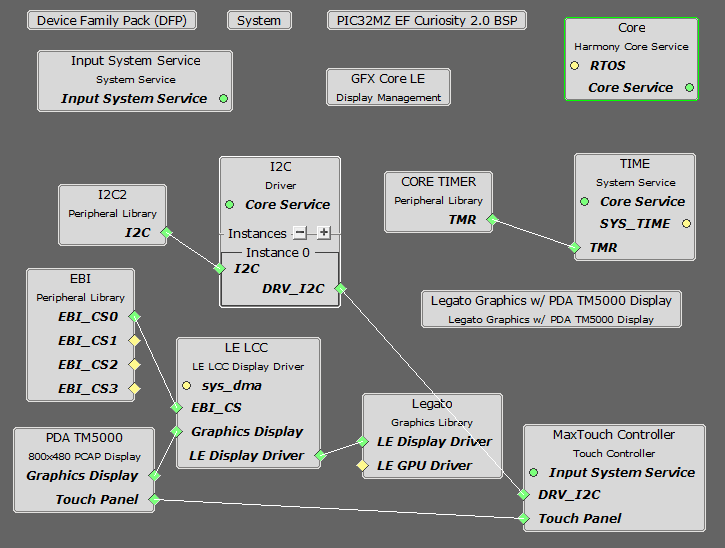 Device Family Pack (DFP)
System
PIC32MZ EF Curiosity 2.0 BSP
Core
Harmony Core Service
RTOS
Core Service
Input System Service
System Service
Input System Service
GFX Core LE
Display Management
I2C
Driver
Core Service
Instances
Instance 0
I2C
DRV_I2C
I2C2
Peripheral Library
I2C
CORE TIMER
Peripheral Library
TMR
TIME
System Service
Core Service
SYS_TIME
TMR
EBI
Peripheral Library
EBI_CS0
EBI_CS1
EBI_CS2
EBI_CS3
Legato Graphics w/ PDA TM5000 Display
Legato Graphics w/ PDA TM5000 Display
LE LCC
LE LCC Display Driver
sys_dma
EBI_CS
Graphics Display
LE Display Driver
Legato
Graphics Library
LE Display Driver
LE GPU Driver
PDA TM5000
800x480 PCAP Display
Graphics Display
Touch Panel
MaxTouch Controller
Touch Controller
Input System Service
DRV_I2C
Touch Panel